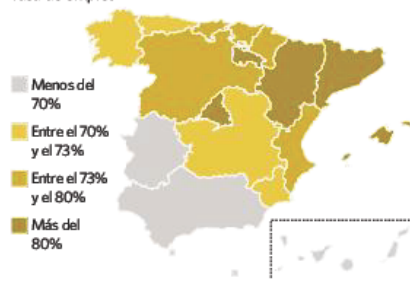 Menos del
70%
Entre el 70%
y el 73%
Entre el 73%
y el 80%
Más del
80%